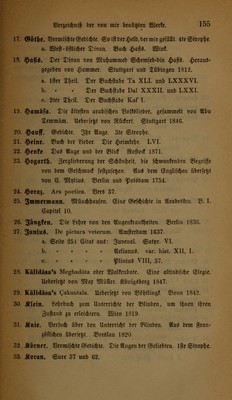 Verzeichniß der von mir benutzten Werke. 155
17. Göthe. Vermischte Gedichte. So ist der Held, der mir gefällt. 4te Strophe.
a. West-östlicher Divan. Buch Hafis. Wink.
18. Hafis. Der Divan von Muhammed Schemsed-din Hafis. Heraus-
gegeben von Hammer. Stuttgart und Tübingen 1812.
a. 1ster Theil. Der Buchstabe Ta XLI. und LXXXVI.
b. " " Der Buchstabe Dal XXXII. und LXXI.
c. 2ter Theil. Der Buchstabe Kaf I.
19. Hamâsa. Die ältesten arabischen Volkslieder, gesammelt von Abu
Temmâm. Uebersetzt von Rückert. Stuttgart 1846.
20. Hauff. Gedichte. Ihr Auge. 3te Strophe.
21. Heine. Buch der Lieder. Die Heimkehr. LVI.
22. Henke. Das Auge und der Blick. Rostock 1871.
23. Hogarth. Zergliederung der Schönheit, die schwankenden Begriffe
von dem Geschmack festzusetzen. Aus dem Englischen übersetzt
von C. Mylius. Berlin und Potsdam 1754.
24. Horaz. Ars poetica. Vers 37.
25. Immermann. Münchhausen. Eine Geschichte in Arabesken. B. I.
Capitel 10.
26. Jüngken. Die Lehre von den Augenkrankheiten. Berlin 1836.
27. Junius. De pictura veterum. Amsterdam 1637.
a. Seite 254 Citat aus: Juvenal. Satyr. VI.
b. " " " " Aelianus. var. hist. XII, 1.
c. " " " " Plinius VIII, 37.
28. Kâlidâsa's Meghadûta oder Wolkenbote. Eine altindische Elegie.
Uebersetzt von Max Müller. Königsberg 1847.
29. Kâlidâsa's Çakuntala. Uebersetzt von Böhtlingk. Bonn 1842.
30. Klein. Lehrbuch zum Unterrichte der Blinden, um ihnen ihren
Zustand zu erleichtern. Wien 1819.
31. Knie. Versuch über den Unterricht der Blinden. Aus dem Fran-
zösischen übersetzt. Breslau 1820.
32. Körner. Vermischte Gedichte. Die Augen der Geliebten. 1ste Strophe.
33. Koran. Sure 37 und 62.